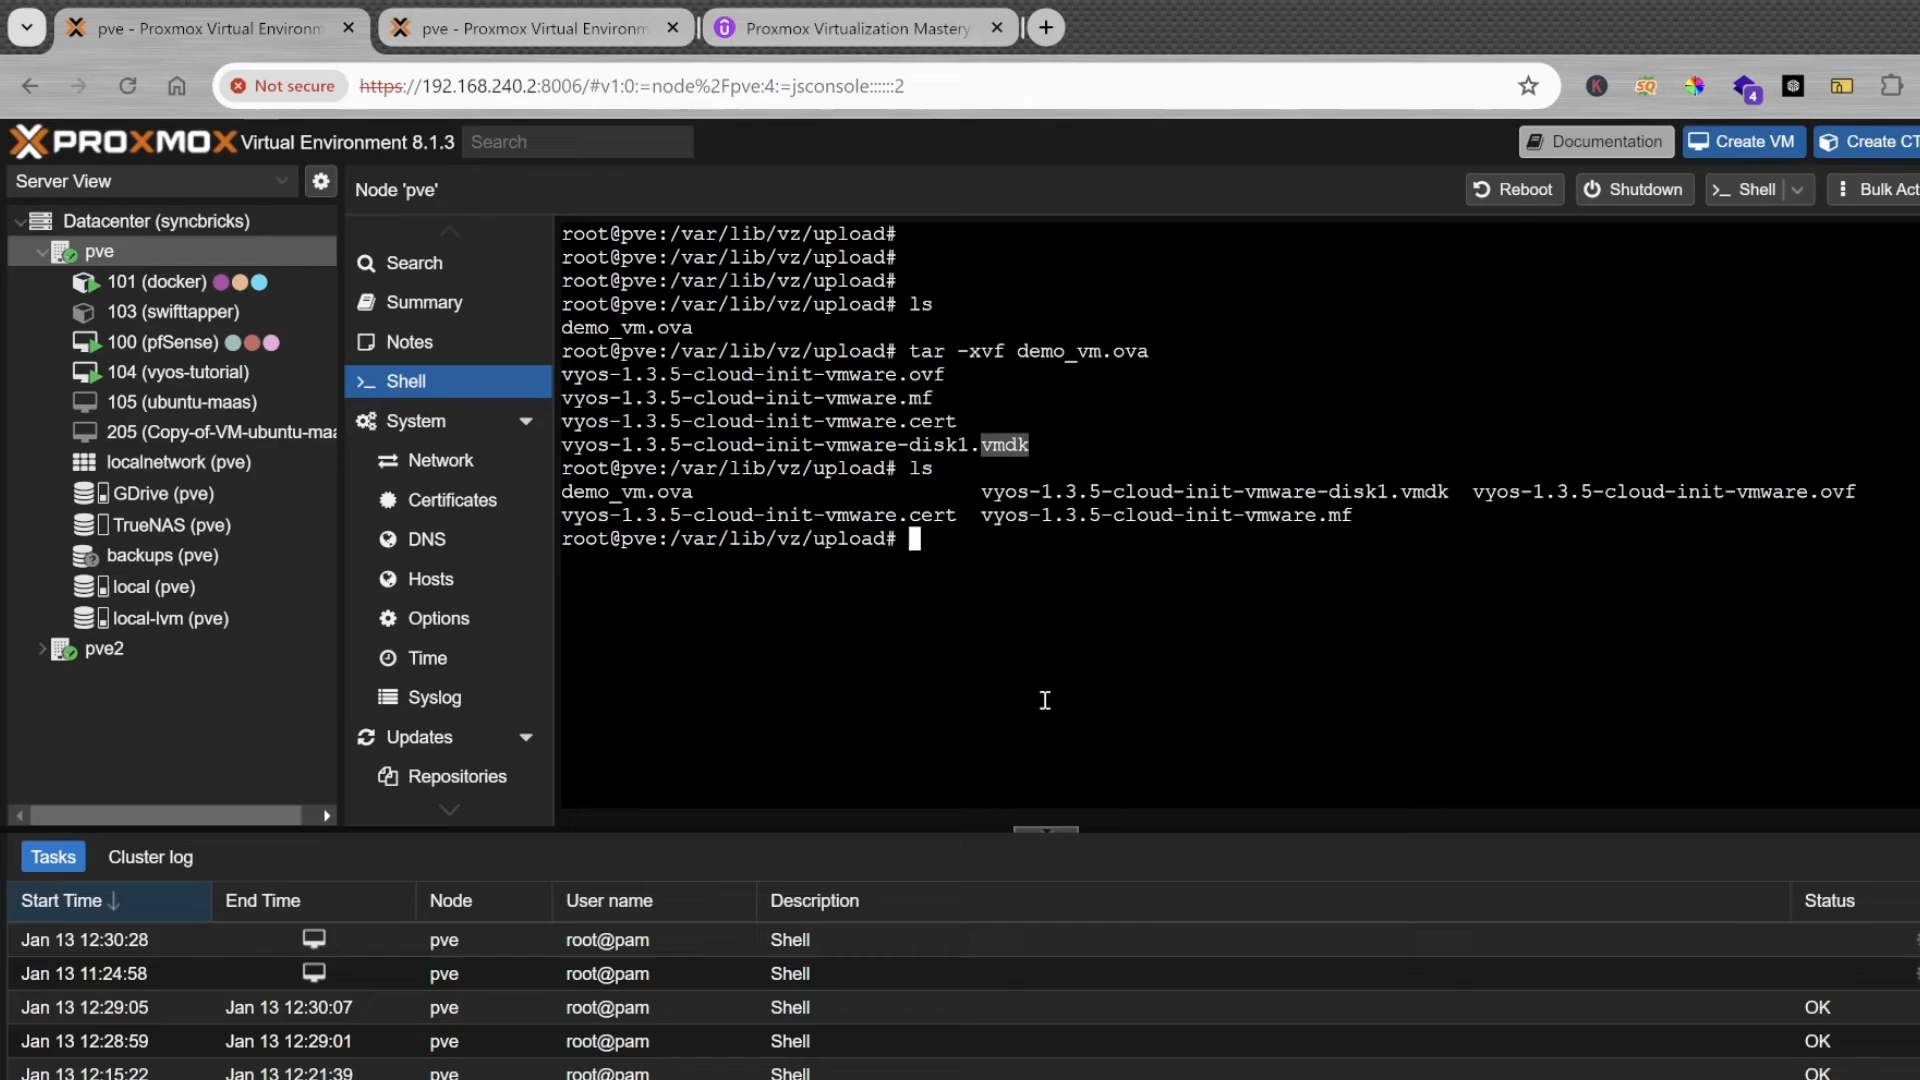 pve - Proxmox Virtual Environm
pve - Proxmox Virtual Environm
Proxmox Virtualization Mastery
Not secure
https://192.168.240.2:8006/#v1:0:=node%2Fpve:4:=jsconsole::::::2
SQ
K
4
PROXMOX Virtual Environment 8.1.3
Search
Documentation
Create VM
Create CT
Server View
Node 'pve'
Reboot
Shutdown
>_ Shell
Bulk Act
Datacenter (syncbricks)
pve
101 (docker)
103 (swifttapper)
100 (pfSense)
104 (vyos-tutorial)
105 (ubuntu-maas)
205 (Copy-of-VM-ubuntu-maa
localnetwork (pve)
GDrive (pve)
TrueNAS (pve)
backups (pve)
local (pve)
local-lvm (pve)
pve2
Search
Summary
Notes
>_ Shell
System
Network
Certificates
DNS
Hosts
Options
Time
Syslog
Updates
Repositories
root@pve:/var/lib/vz/upload#
root@pve:/var/lib/vz/upload#
root@pve:/var/lib/vz/upload#
root@pve:/var/lib/vz/upload# ls
demo_vm.ova
root@pve:/var/lib/vz/upload# tar -xvf demo_vm.ova
vyos-1.3.5-cloud-init-vmware.ovf
vyos-1.3.5-cloud-init-vmware.mf
vyos-1.3.5-cloud-init-vmware.cert
vyos-1.3.5-cloud-init-vmware-disk1.vmdk
root@pve:/var/lib/vz/upload# ls
demo_vm.ova vyos-1.3.5-cloud-init-vmware-disk1.vmdk vyos-1.3.5-cloud-init-vmware.ovf
vyos-1.3.5-cloud-init-vmware.cert vyos-1.3.5-cloud-init-vmware.mf
root@pve:/var/lib/vz/upload#
Tasks
Cluster log
Start Time End Time Node User name Description Status
Jan 13 12:30:28 pve root@pam Shell
Jan 13 11:24:58 pve root@pam Shell
Jan 13 12:29:05 Jan 13 12:30:07 pve root@pam Shell OK
Jan 13 12:28:59 Jan 13 12:29:01 pve root@pam Shell OK
Jan 13 12:15:22 Jan 13 12:21:39 pve root@pam Shell OK